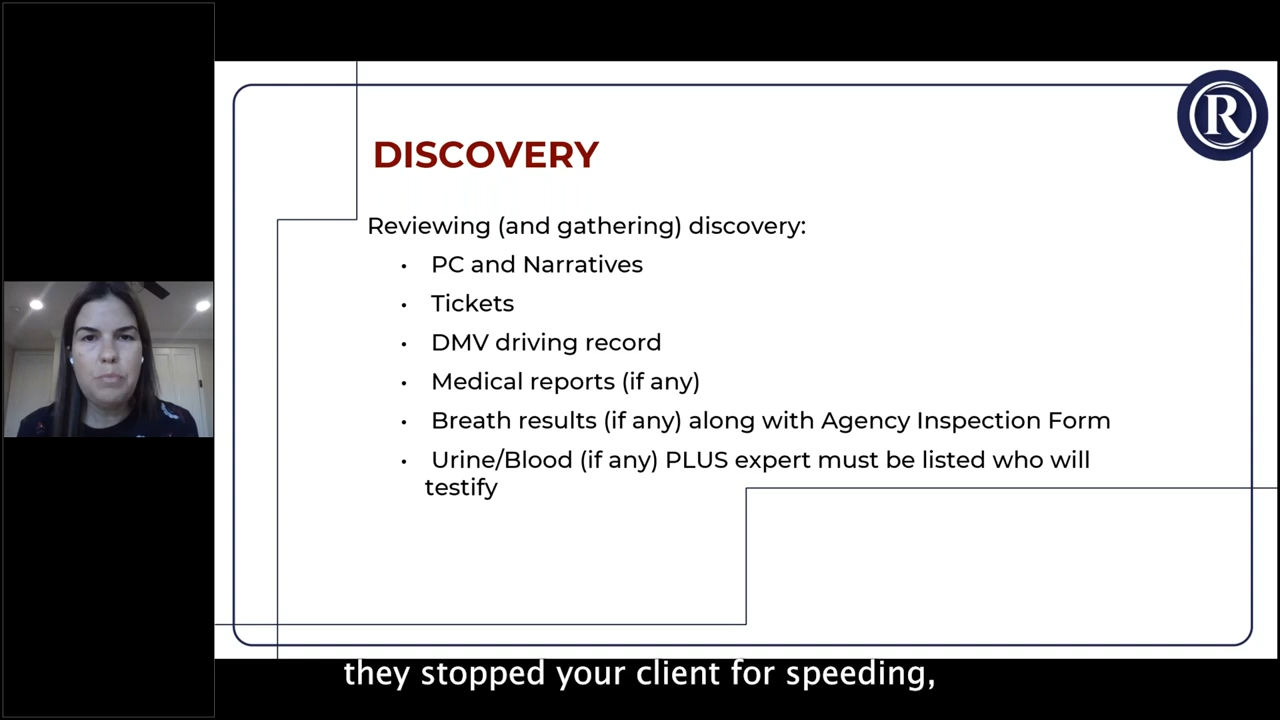 R
DISCOVERY
Reviewing (and gathering) discovery:
• PC and Narratives
• Tickets
• DMV driving record
• Medical reports (if any)
• Breath results (if any) along with Agency Inspection Form
• Urine/Blood (if any) PLUS expert must be listed who will
testify
they stopped your client for speeding,